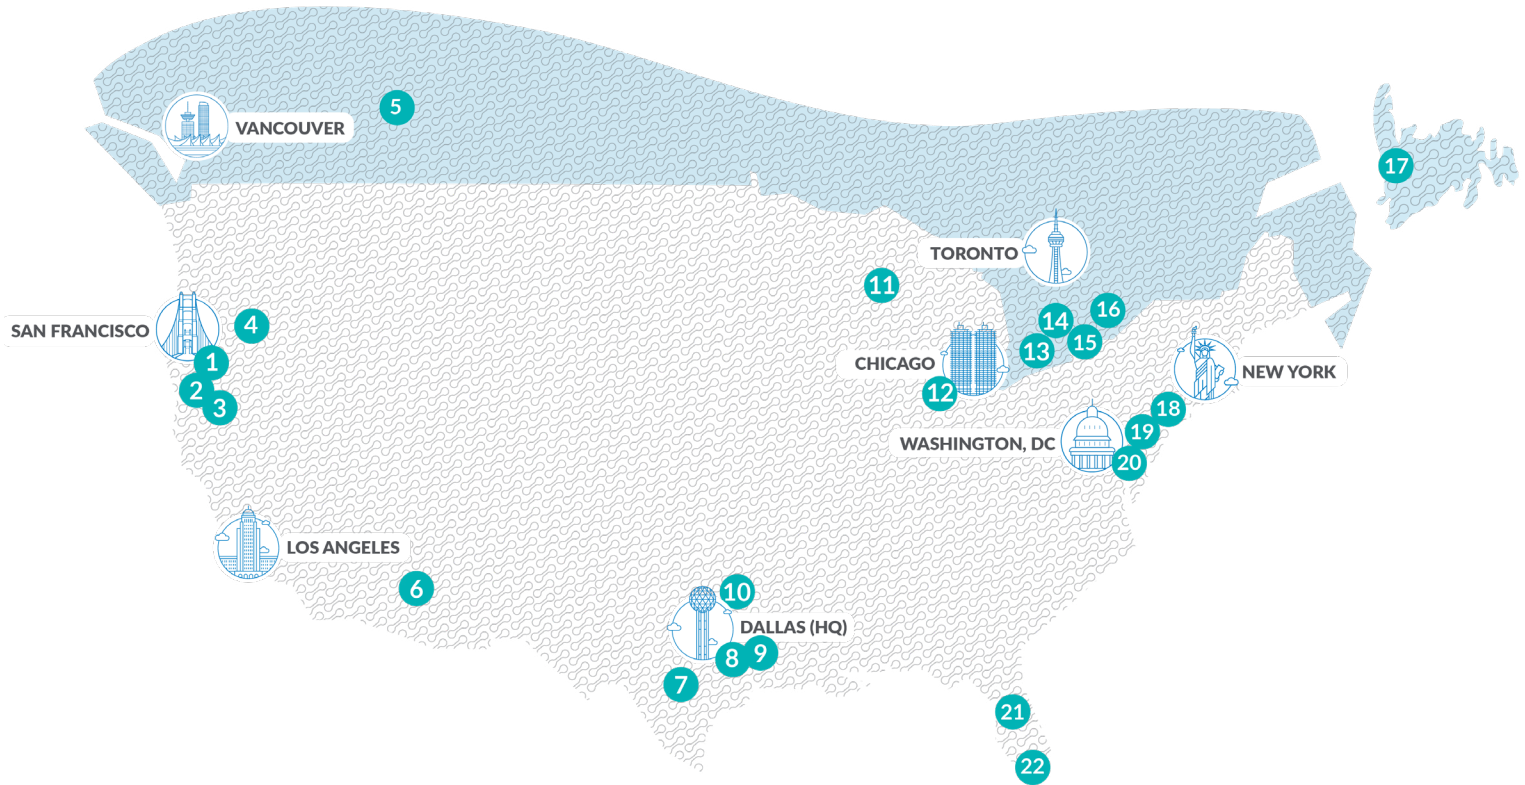 5
VANCOUVER
17
TORONTO
11
16
14
15
13
SAN FRANCISCO
4
1
2
3
CHICAGO
12
NEW YORK
18
19
20
WASHINGTON, DC
LOS ANGELES
6
10
DALLAS (HQ)
8
9
7
21
22